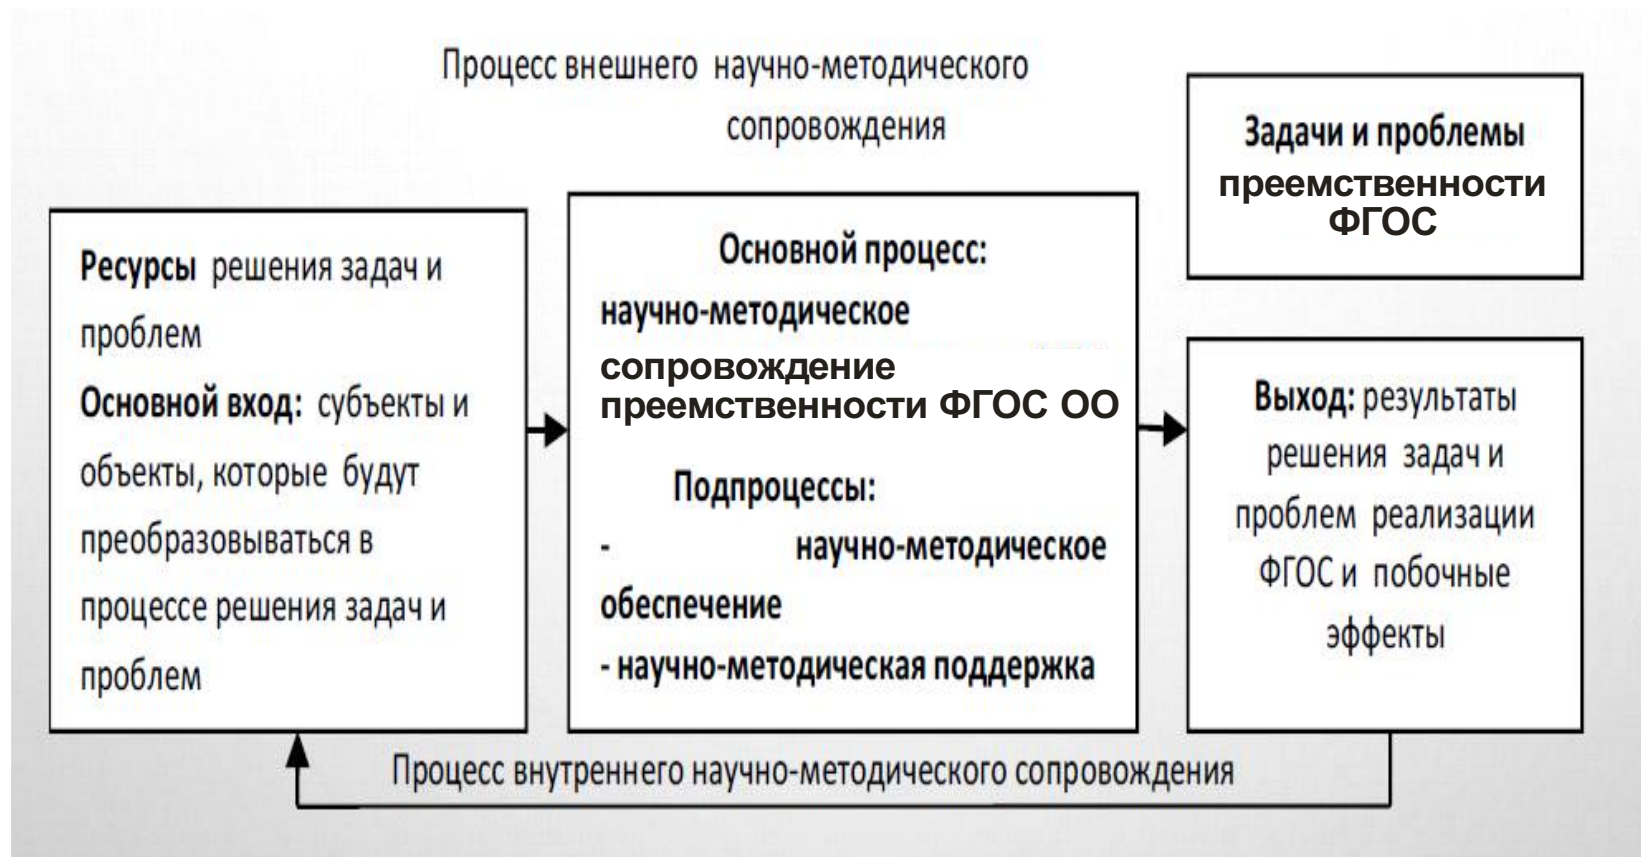 Процесс внешнего научно-методического
сопровождения
Задачи и проблемы
преемственности
ФГОС
Ресурсы решения задач и
проблем
Основной вход: субъекты и
объекты, которые будут
преобразовываться в
процессе решения задач и
проблем
Основной процесс:
научно-методическое
сопровождение
преемственности ФГОС ОО
Подпроцессы:
- научно-методическое
обеспечение
- научно-методическая поддержка
Выход: результаты
решения задач и
проблем реализации
ФГОС и побочные
эффекты
Процесс внутреннего научно-методического сопровождения